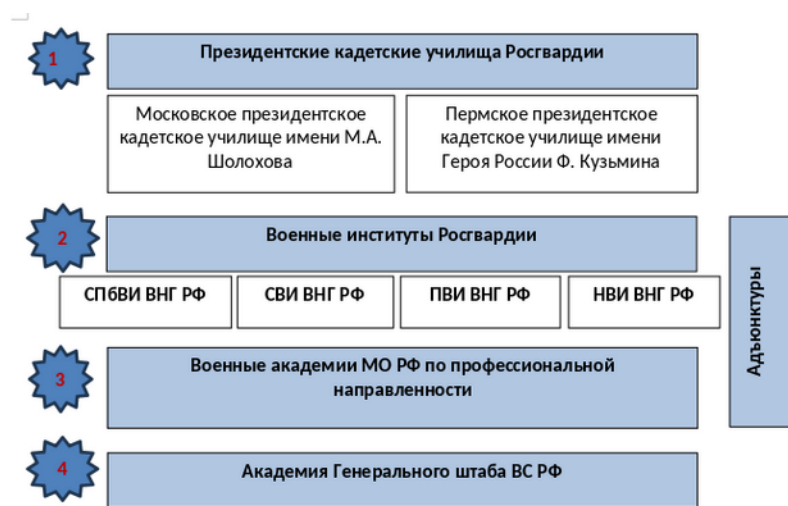 1
Президентские кадетские училища Росгвардии
Московское президентское
кадетское училище имени М.А.
Шолохова
Пермское президентское
кадетское училище имени
Героя России Ф. Кузьмина
2
Военные институты Росгвардии
СПбВИ ВНГ РФ
СВИ ВНГ РФ
ПВИ ВНГ РФ
НВИ ВНГ РФ
Адъюнктуры
3
Военные академии МО РФ по профессиональной
направленности
4
Академия Генерального штаба ВС РФ